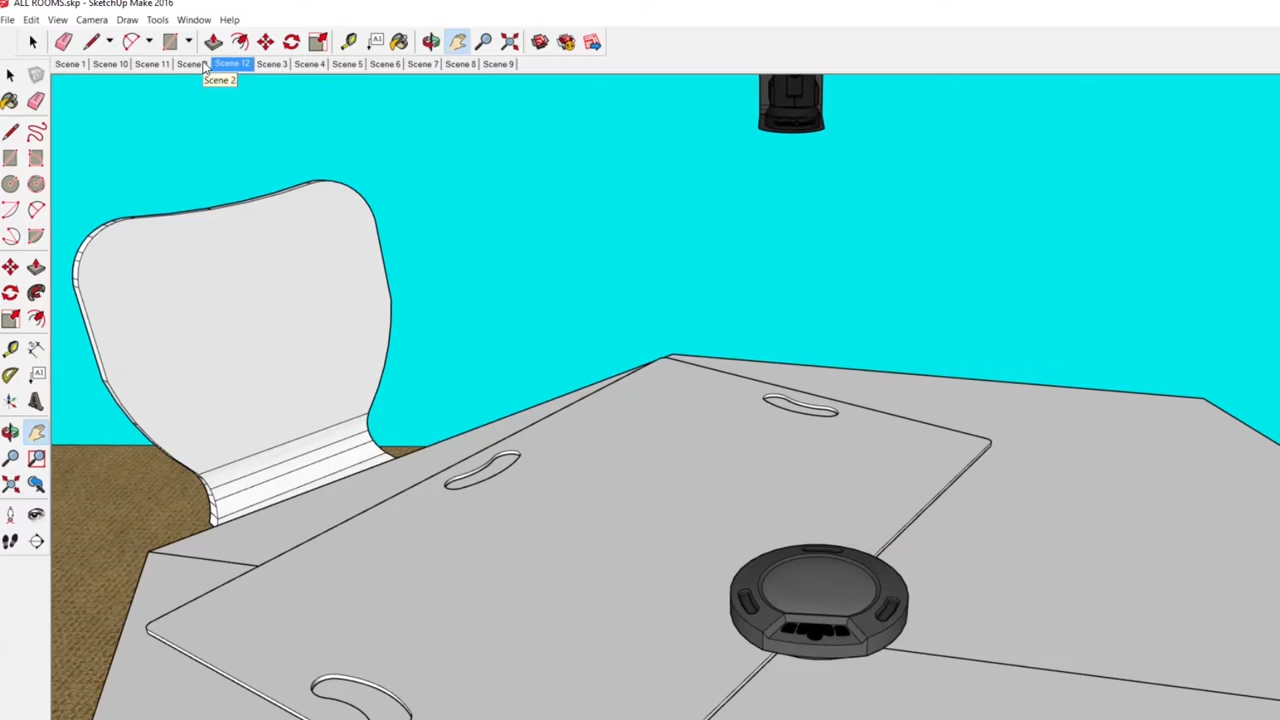 ALL ROOMS.skp - SketchUp Make 2016
File Edit View Camera Draw Tools Window Help
Scene 1 Scene 10 Scene 11 Scene Scene 12 Scene 3 Scene 4 Scene 5 Scene 6 Scene 7 Scene 8 Scene 9
Scene 2